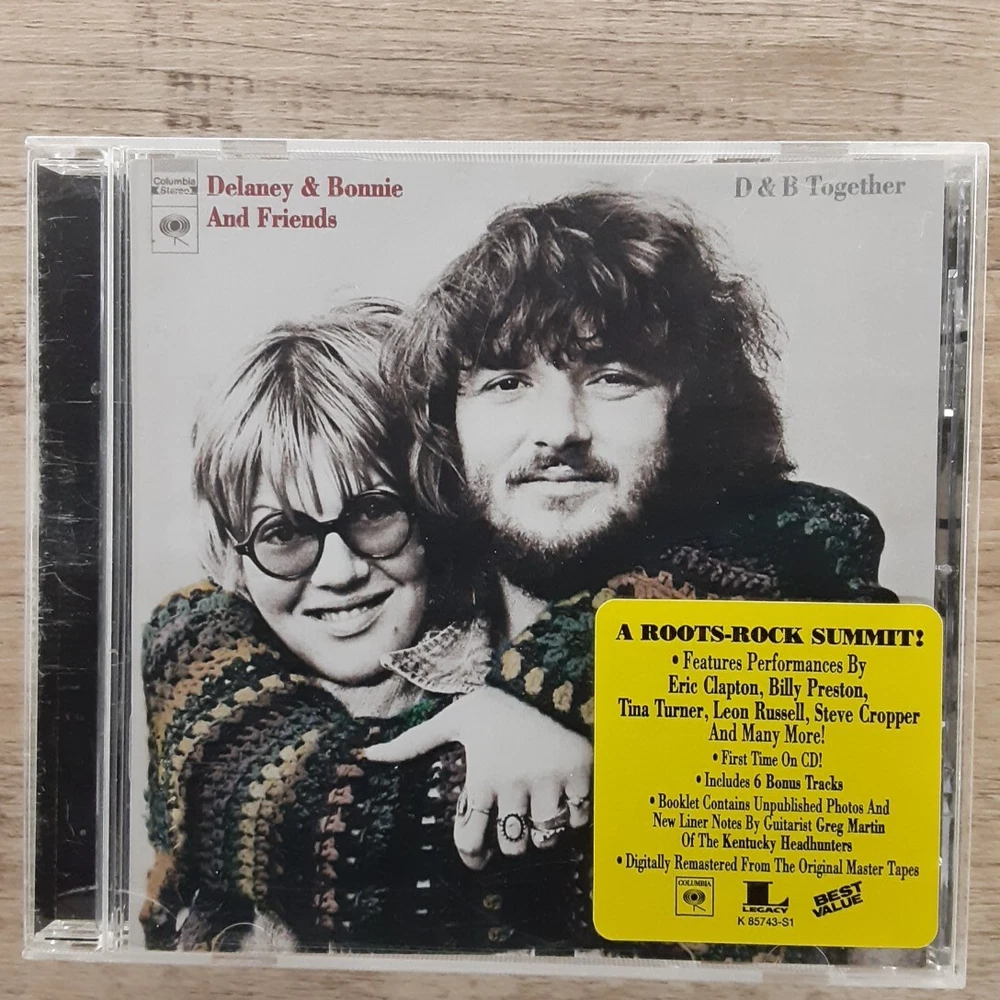 Columbia
Stereo
Delaney & Bonnie
And Friends
D & B Together
A ROOTS-ROCK SUMMIT!
• Features Performances By
Eric Clapton, Billy Preston,
Tina Turner, Leon Russell, Steve Cropper
And Many More!
• First Time On CD!
• Includes 6 Bonus Tracks
• Booklet Contains Unpublished Photos And
New Liner Notes By Guitarist Greg Martin
Of The Kentucky Headhunters
• Digitally Remastered From The Original Master Tapes
COLUMBIA
L
LEGACY
BEST
VALUE
K 85743-S1